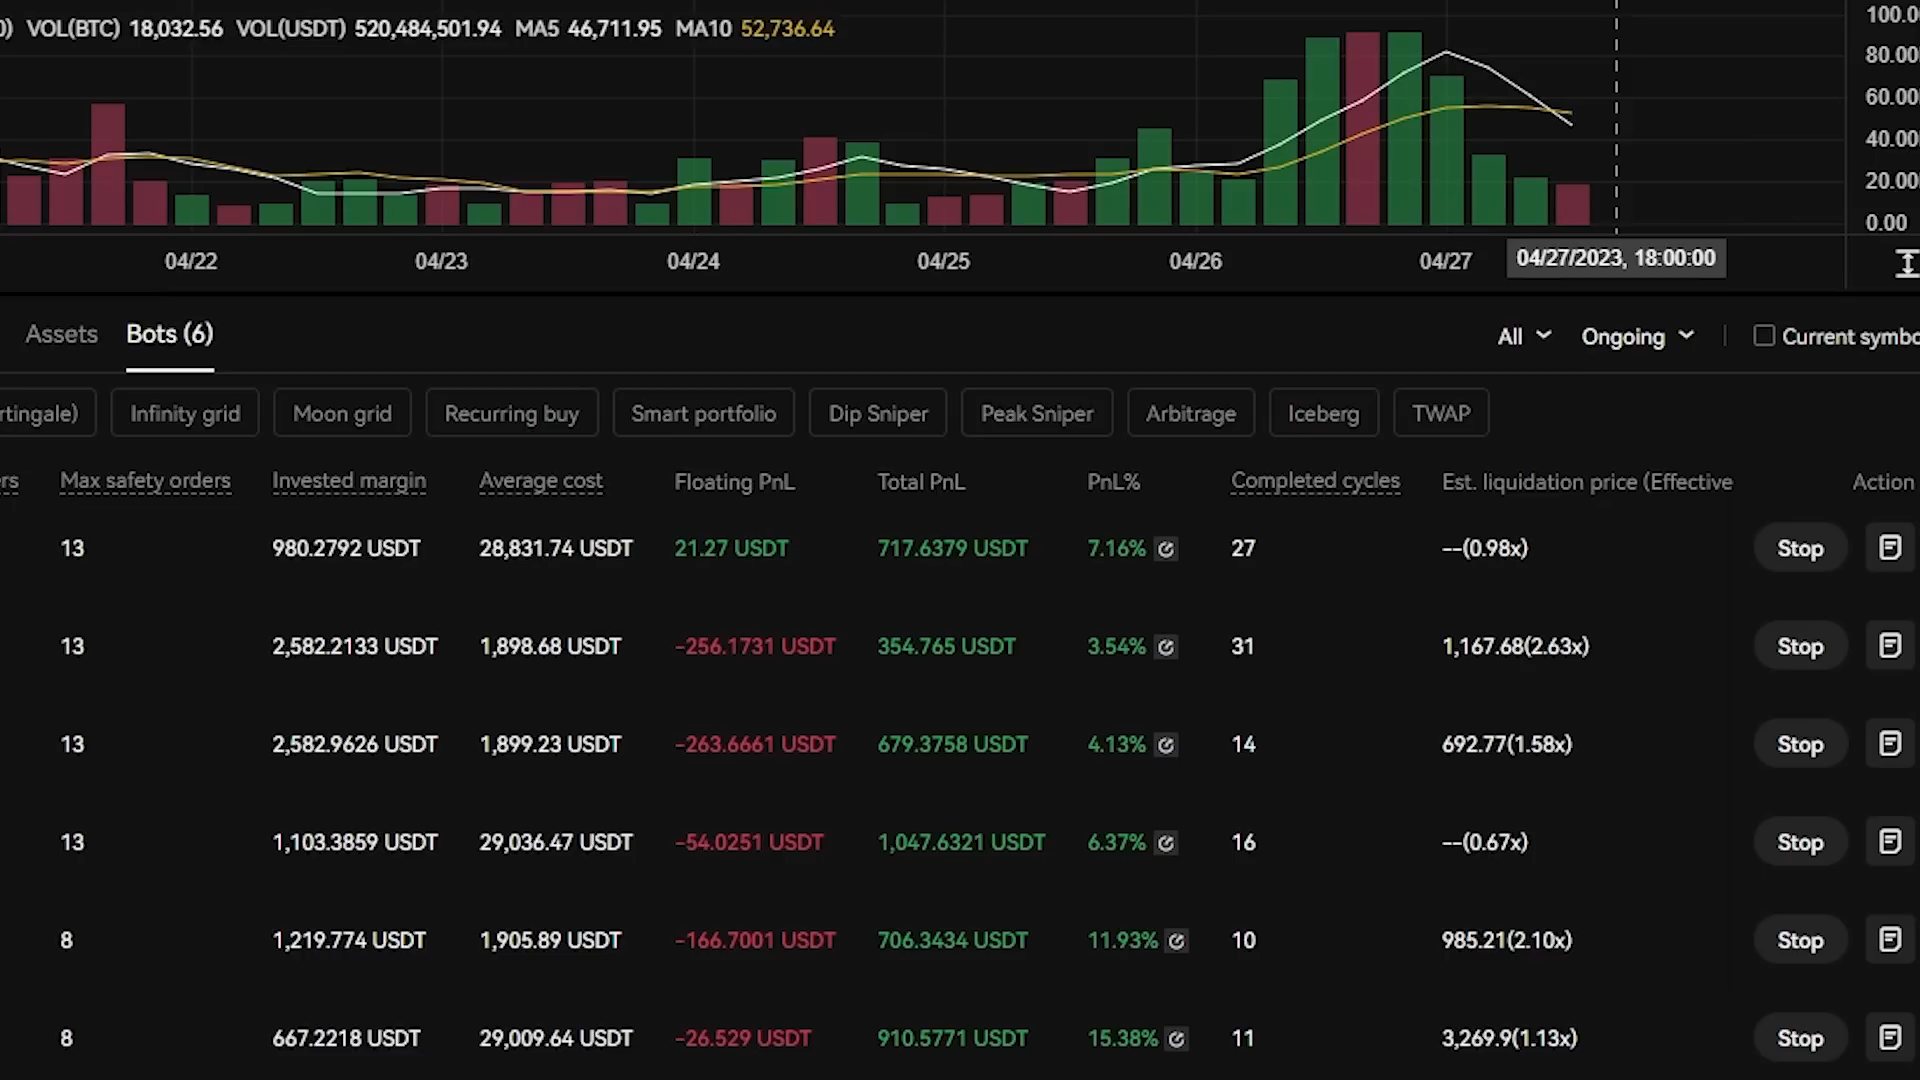 0) VOL(BTC) 18,032.56 VOL(USDT) 520,484,501.94 MA5 46,711.95 MA10 52,736.64
100.0
80.00
60.00
40.00
20.00
0.00
04/22 04/23 04/24 04/25 04/26 04/27 04/27/2023, 18:00:00
Assets Bots (6) All Ongoing Current symbo
rtingale) Infinity grid Moon grid Recurring buy Smart portfolio Dip Sniper Peak Sniper Arbitrage Iceberg TWAP
rs Max safety orders Invested margin Average cost Floating PnL Total PnL PnL% Completed cycles Est. liquidation price (Effective Action
13 980.2792 USDT 28,831.74 USDT 21.27 USDT 717.6379 USDT 7.16% 27 --(0.98x) Stop
13 2,582.2133 USDT 1,898.68 USDT -256.1731 USDT 354.765 USDT 3.54% 31 1,167.68(2.63x) Stop
13 2,582.9626 USDT 1,899.23 USDT -263.6661 USDT 679.3758 USDT 4.13% 14 692.77(1.58x) Stop
13 1,103.3859 USDT 29,036.47 USDT -54.0251 USDT 1,047.6321 USDT 6.37% 16 --(0.67x) Stop
8 1,219.774 USDT 1,905.89 USDT -166.7001 USDT 706.3434 USDT 11.93% 10 985.21(2.10x) Stop
8 667.2218 USDT 29,009.64 USDT -26.529 USDT 910.5771 USDT 15.38% 11 3,269.9(1.13x) Stop